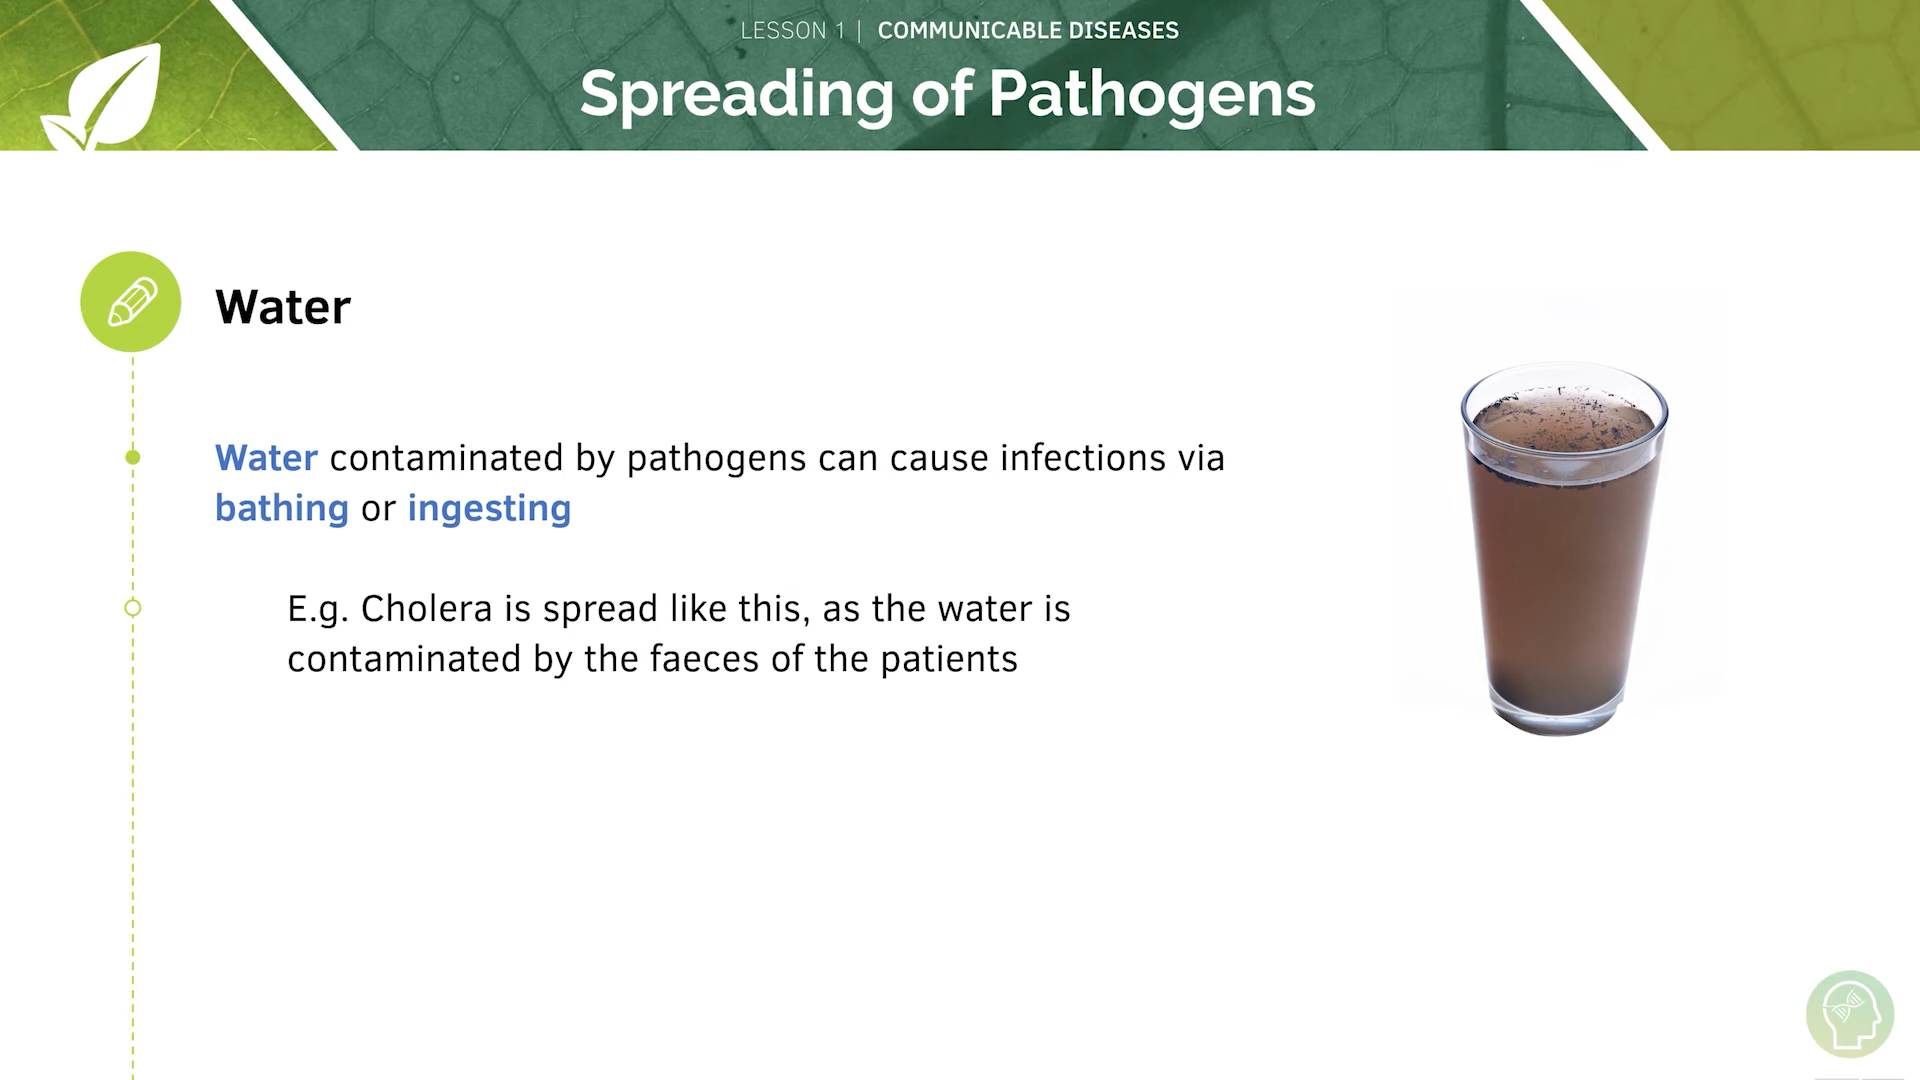 LESSON 1 | COMMUNICABLE DISEASES
Spreading of Pathogens
Water
Water contaminated by pathogens can cause infections via
bathing or ingesting
E.g. Cholera is spread like this, as the water is
contaminated by the faeces of the patients